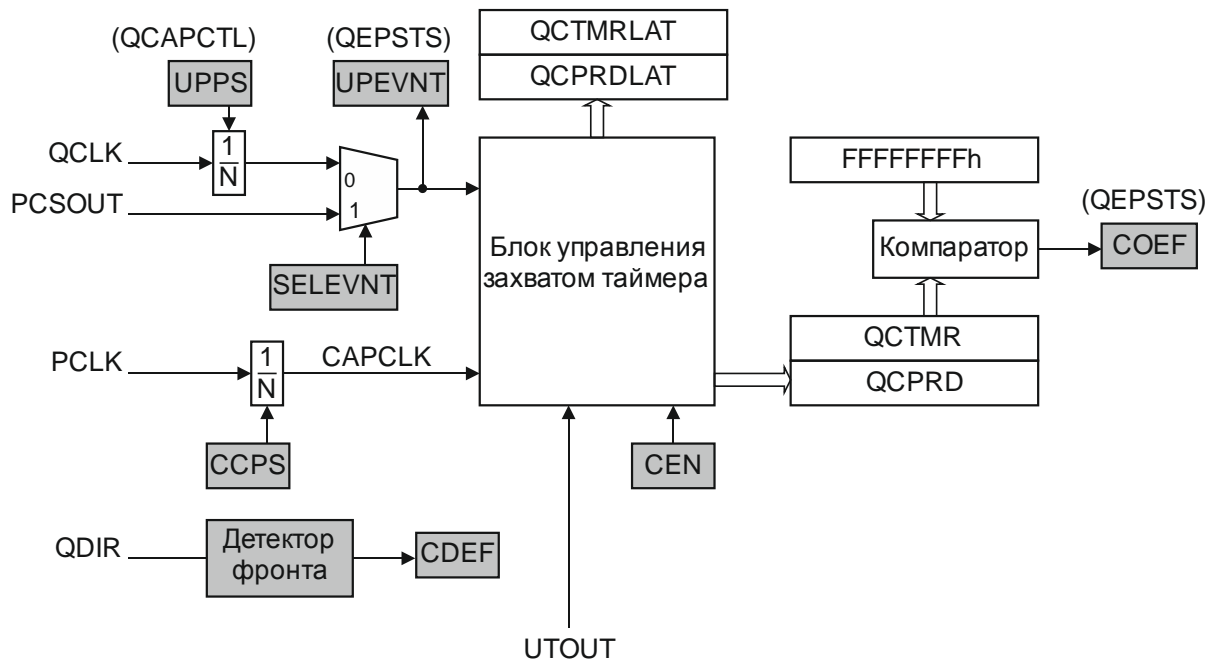 QCTMRLAT
(QCAPCTL)
(QEPSTS)
QCPRDLAT
UPPS
UPEVNT
QCLK
1
N
0
1
PCSOUT
FFFFFFFFh
(QEPSTS)
Блок управления
захватом таймера
Компаратор
COEF
SELEVNT
PCLK
1
N
CAPCLK
QCTMR
QCPRD
CCPS
CEN
QDIR
Детектор
фронта
CDEF
UTOUT